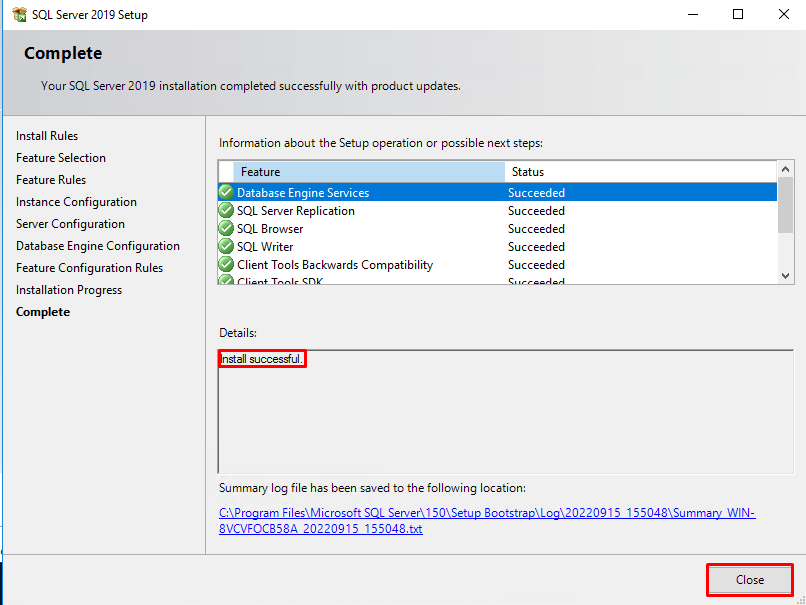 SQL Server 2019 Setup
Complete
Your SQL Server 2019 installation completed successfully with product updates.
Install Rules
Feature Selection
Feature Rules
Instance Configuration
Server Configuration
Database Engine Configuration
Feature Configuration Rules
Installation Progress
Complete
Information about the Setup operation or possible next steps:
Feature Status
Database Engine Services Succeeded
SQL Server Replication Succeeded
SQL Browser Succeeded
SQL Writer Succeeded
Client Tools Backwards Compatibility Succeeded
Client Tools SDK Succeeded
Details:
Install successful.
Summary log file has been saved to the following location:
C:\Program Files\Microsoft SQL Server\150\Setup Bootstrap\Log\20220915_155048\Summary_WIN-
8VCVFOCB58A_20220915_155048.txt
Close